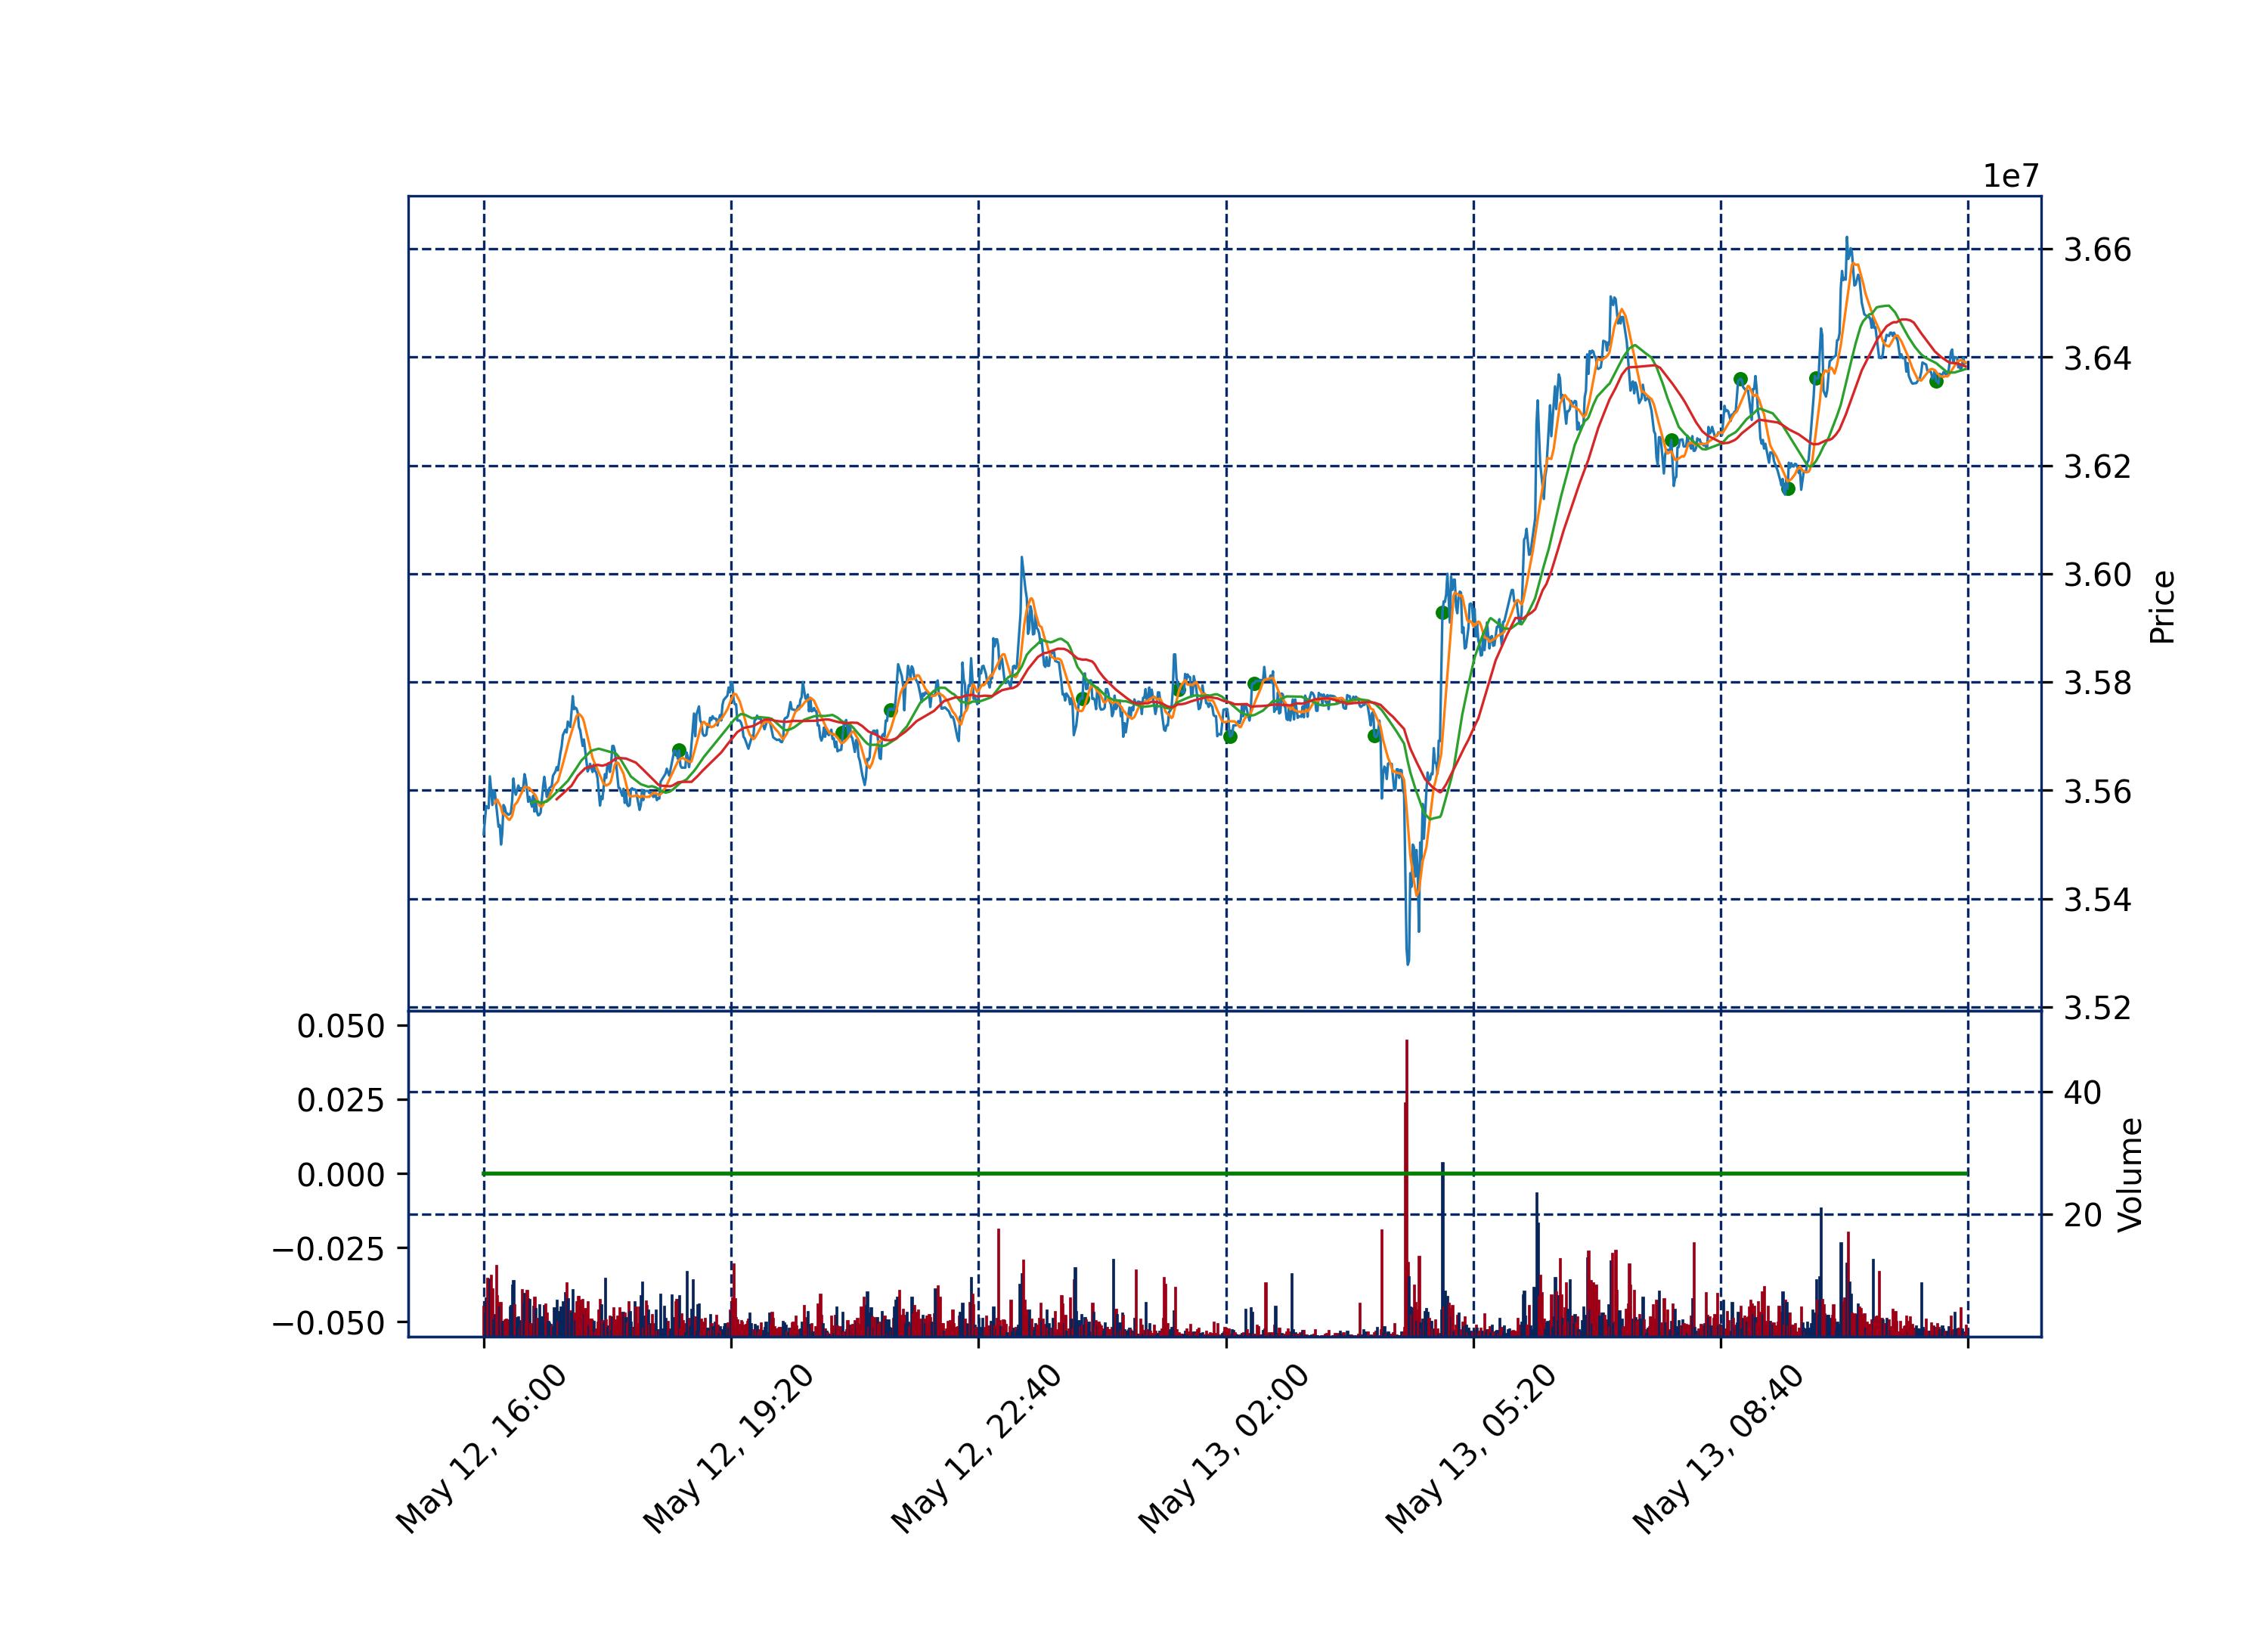 1e7
3.66
3.64
3.62
3.60
3.58
3.56
3.54
3.52
Price
0.050
0.025
0.000
−0.025
−0.050
40
20
Volume
May 12, 16:00
May 12, 19:20
May 12, 22:40
May 13, 02:00
May 13, 05:20
May 13, 08:40